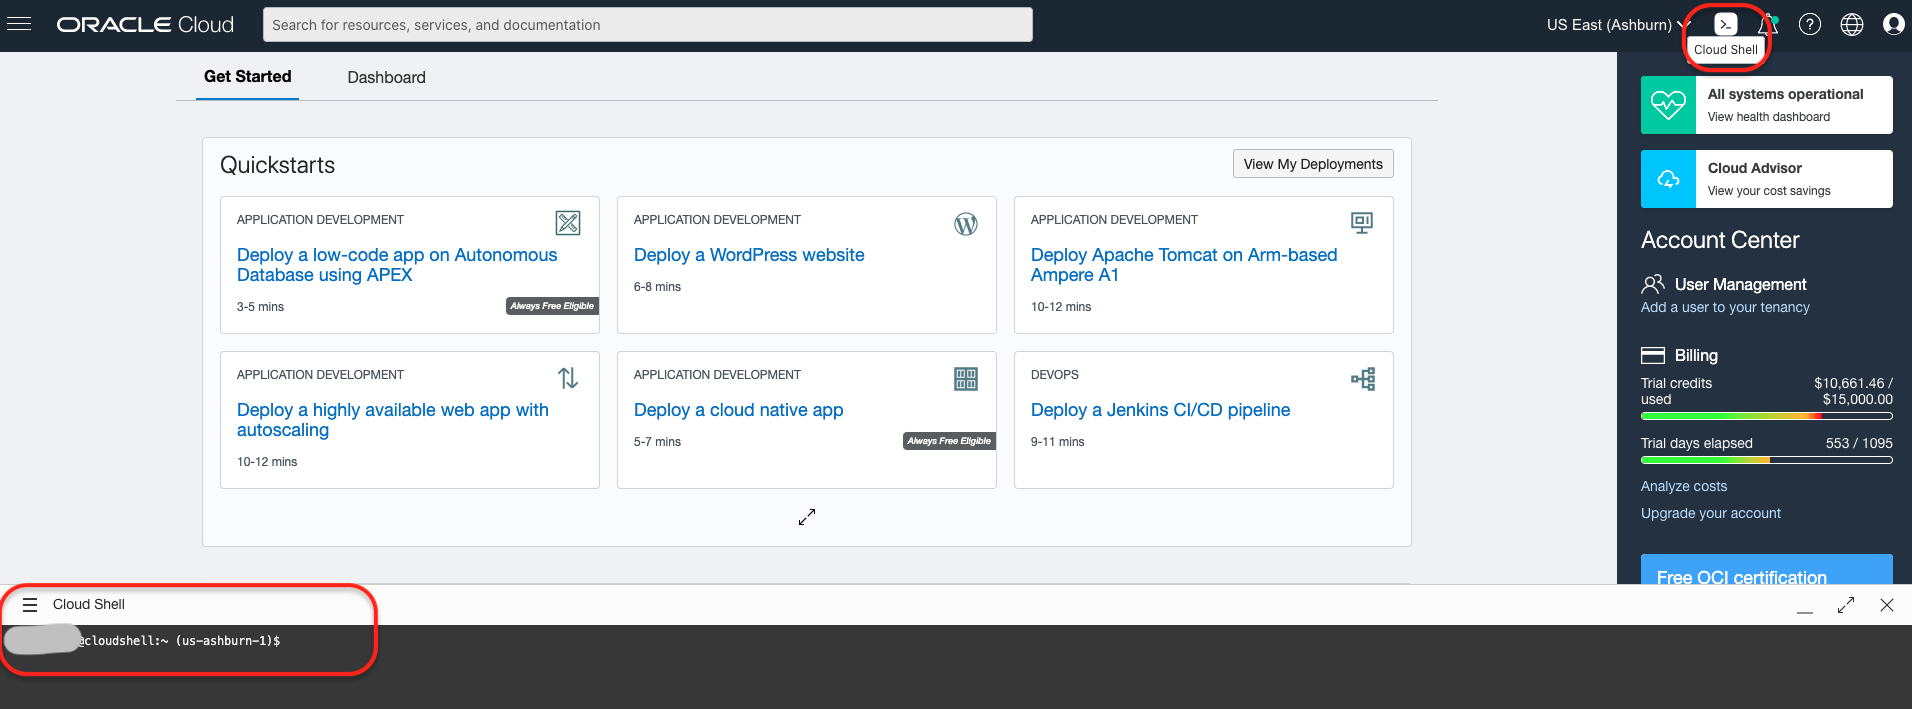 ORACLE Cloud
Search for resources, services, and documentation
US East (Ashburn)
Cloud Shell
Get Started
Dashboard
Quickstarts
View My Deployments
APPLICATION DEVELOPMENT
Deploy a low-code app on Autonomous
Database using APEX
3-5 mins
Always Free Eligible
APPLICATION DEVELOPMENT
Deploy a WordPress website
6-8 mins
APPLICATION DEVELOPMENT
Deploy Apache Tomcat on Arm-based
Ampere A1
10-12 mins
APPLICATION DEVELOPMENT
Deploy a highly available web app with
autoscaling
10-12 mins
APPLICATION DEVELOPMENT
Deploy a cloud native app
5-7 mins
Always Free Eligible
DEVOPS
Deploy a Jenkins CI/CD pipeline
9-11 mins
All systems operational
View health dashboard
Cloud Advisor
View your cost savings
Account Center
User Management
Add a user to your tenancy
Billing
Trial credits used $10,661.46 / $15,000.00
Trial days elapsed 553 / 1095
Analyze costs
Upgrade your account
Free OCI certification
Cloud Shell
@cloudshell:~ (us-ashburn-1)$